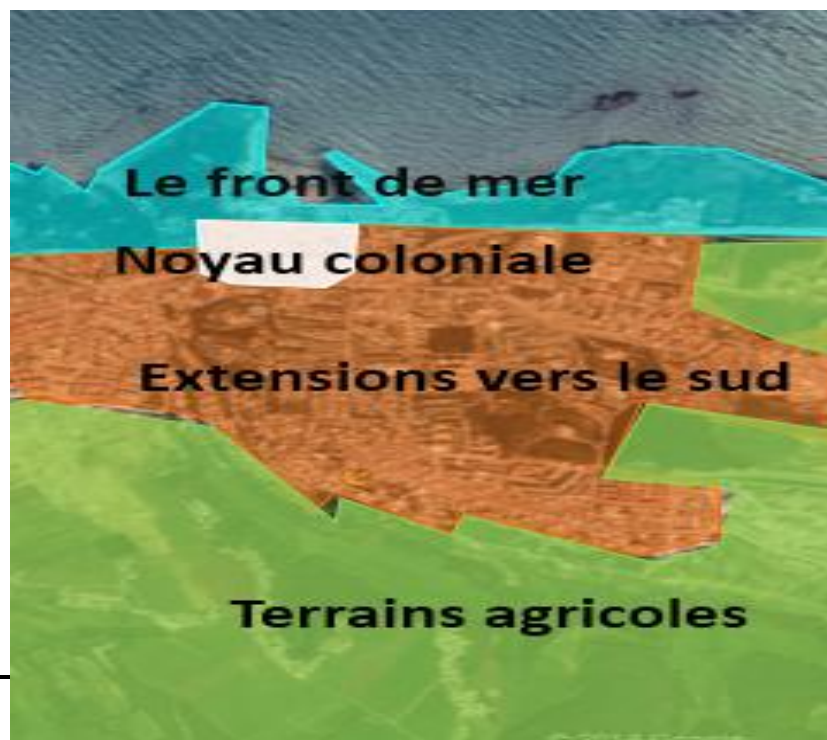 Le front de mer
Noyau coloniale
Extensions vers le sud
Terrains agricoles